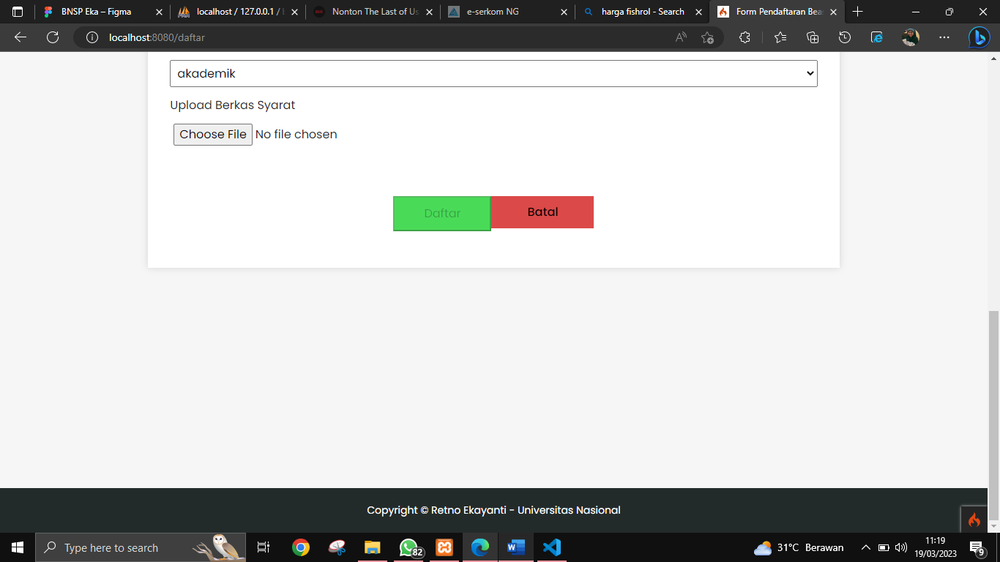 BNSP Eka – Figma
localhost / 127.0.0.1 /
Nonton The Last of Us
e-serkom NG
harga fishrol - Search
Form Pendaftaran Bea
localhost:8080/daftar
akademik
Upload Berkas Syarat
Choose File No file chosen
Daftar Batal
Copyright © Retno Ekayanti - Universitas Nasional
Type here to search
82
31°C Berawan
11:19
19/03/2023
9